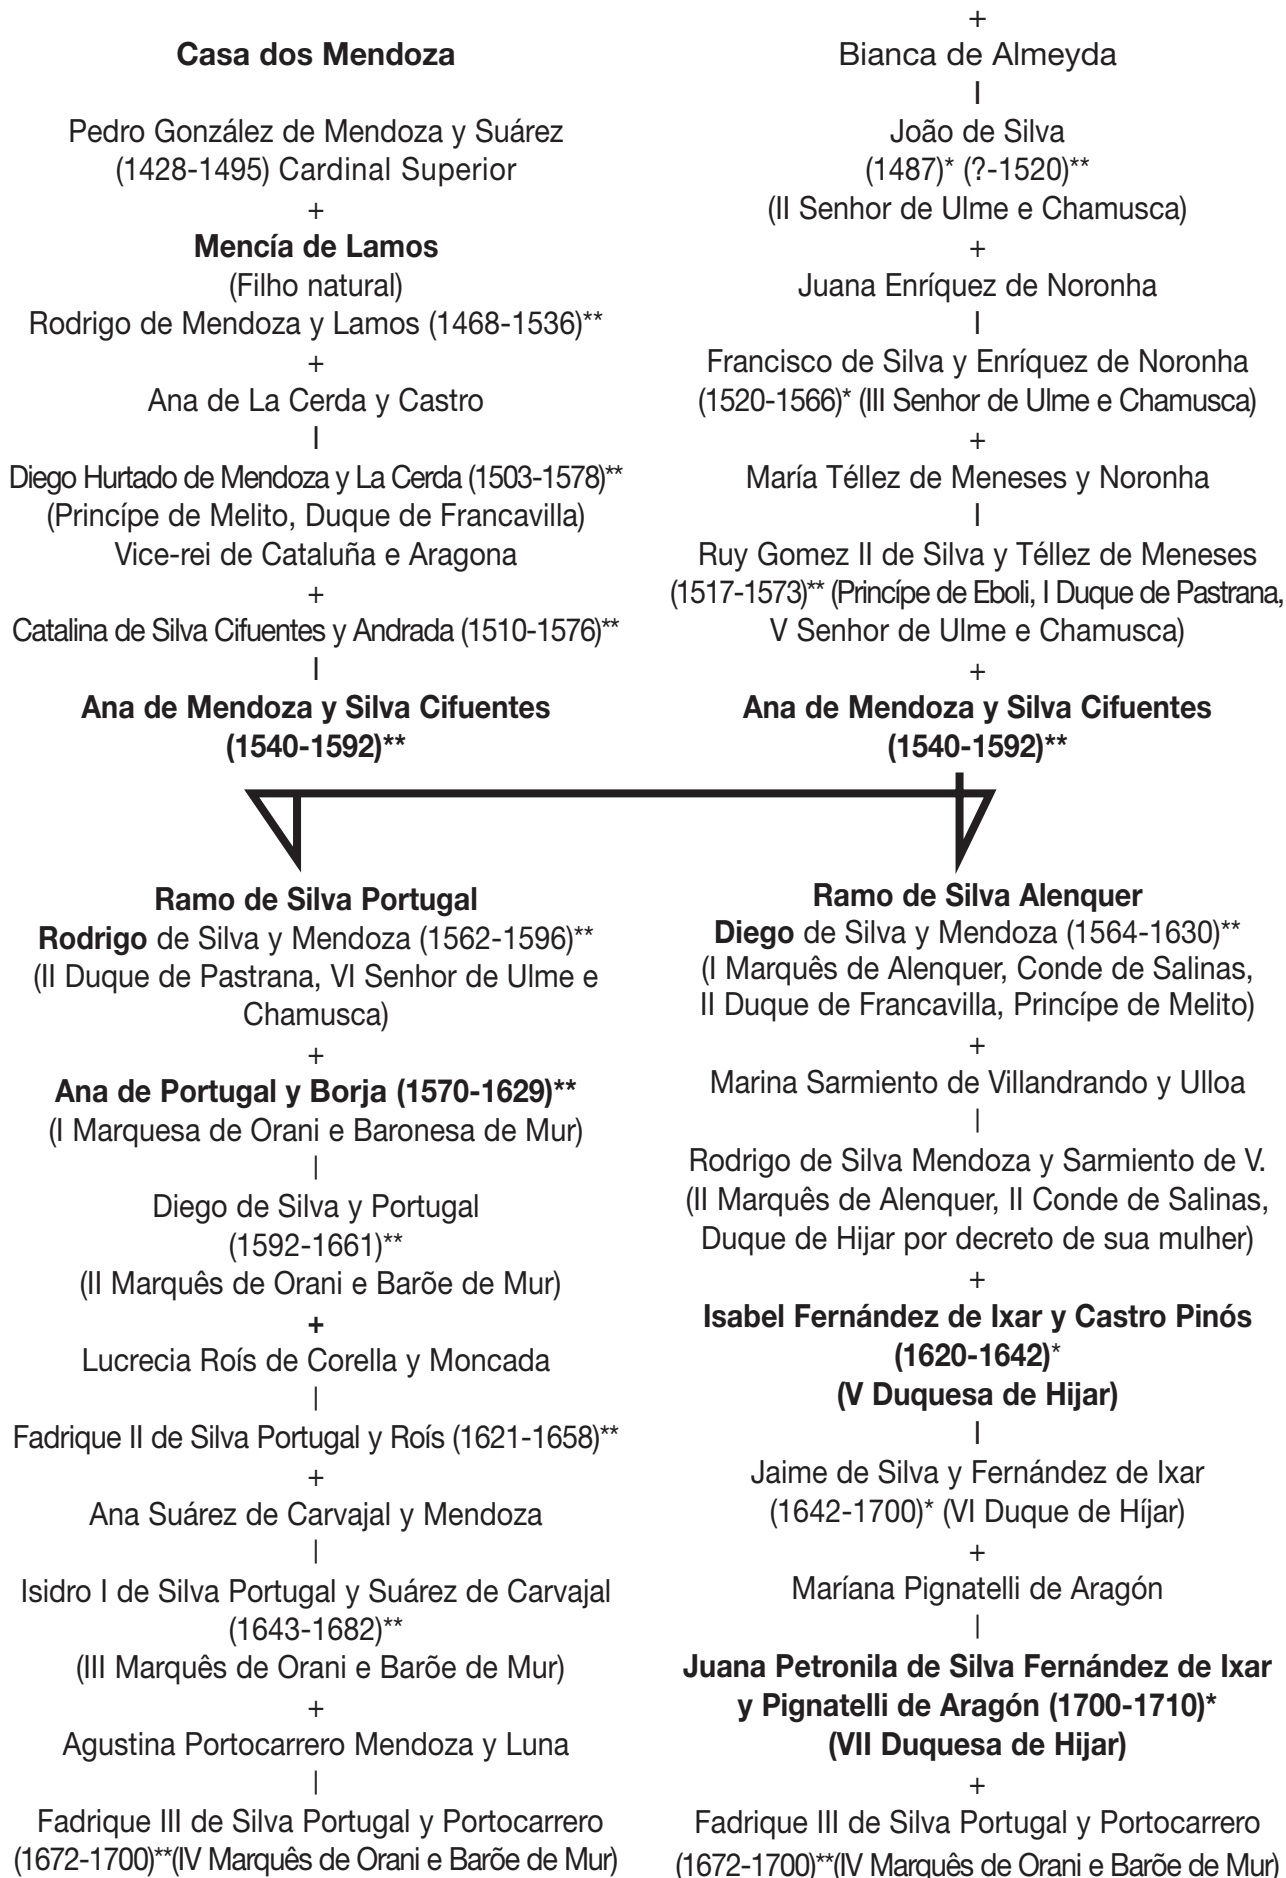 Casa dos Mendoza
Pedro González de Mendoza y Suárez
(1428-1495) Cardinal Superior
+
Mencía de Lamos
(Filho natural)
Rodrigo de Mendoza y Lamos (1468-1536)**
+
Ana de La Cerda y Castro
|
Diego Hurtado de Mendoza y La Cerda (1503-1578)**
(Princípe de Melito, Duque de Francavilla)
Vice-rei de Cataluña e Aragona
+
Catalina de Silva Cifuentes y Andrada (1510-1576)**
|
Ana de Mendoza y Silva Cifuentes
(1540-1592)**
+
Bianca de Almeyda
|
João de Silva
(1487)* (?-1520)**
(II Senhor de Ulme e Chamusca)
+
Juana Enríquez de Noronha
|
Francisco de Silva y Enríquez de Noronha
(1520-1566)* (III Senhor de Ulme e Chamusca)
+
María Téllez de Meneses y Noronha
|
Ruy Gomez II de Silva y Téllez de Meneses
(1517-1573)** (Princípe de Eboli, I Duque de Pastrana,
V Senhor de Ulme e Chamusca)
+
Ana de Mendoza y Silva Cifuentes
(1540-1592)**
Ramo de Silva Portugal
Rodrigo de Silva y Mendoza (1562-1596)**
(II Duque de Pastrana, VI Senhor de Ulme e
Chamusca)
+
Ana de Portugal y Borja (1570-1629)**
(I Marquesa de Orani e Baronesa de Mur)
|
Diego de Silva y Portugal
(1592-1661)**
(II Marquês de Orani e Barõe de Mur)
+
Lucrecia Roís de Corella y Moncada
|
Fadrique II de Silva Portugal y Roís (1621-1658)**
+
Ana Suárez de Carvajal y Mendoza
|
Isidro I de Silva Portugal y Suárez de Carvajal
(1643-1682)**
(III Marquês de Orani e Barõe de Mur)
+
Agustina Portocarrero Mendoza y Luna
|
Fadrique III de Silva Portugal y Portocarrero
(1672-1700)**(IV Marquês de Orani e Barõe de Mur)
Ramo de Silva Alenquer
Diego de Silva y Mendoza (1564-1630)**
(I Marquês de Alenquer, Conde de Salinas,
II Duque de Francavilla, Princípe de Melito)
+
Marina Sarmiento de Villandrando y Ulloa
|
Rodrigo de Silva Mendoza y Sarmiento de V.
(II Marquês de Alenquer, II Conde de Salinas,
Duque de Hijar por decreto de sua mulher)
+
Isabel Fernández de Ixar y Castro Pinós
(1620-1642)*
(V Duquesa de Hijar)
|
Jaime de Silva y Fernández de Ixar
(1642-1700)* (VI Duque de Híjar)
+
Maríana Pignatelli de Aragón
|
Juana Petronila de Silva Fernández de Ixar
y Pignatelli de Aragón (1700-1710)*
(VII Duquesa de Hijar)
+
Fadrique III de Silva Portugal y Portocarrero
(1672-1700)**(IV Marquês de Orani e Barõe de Mur)